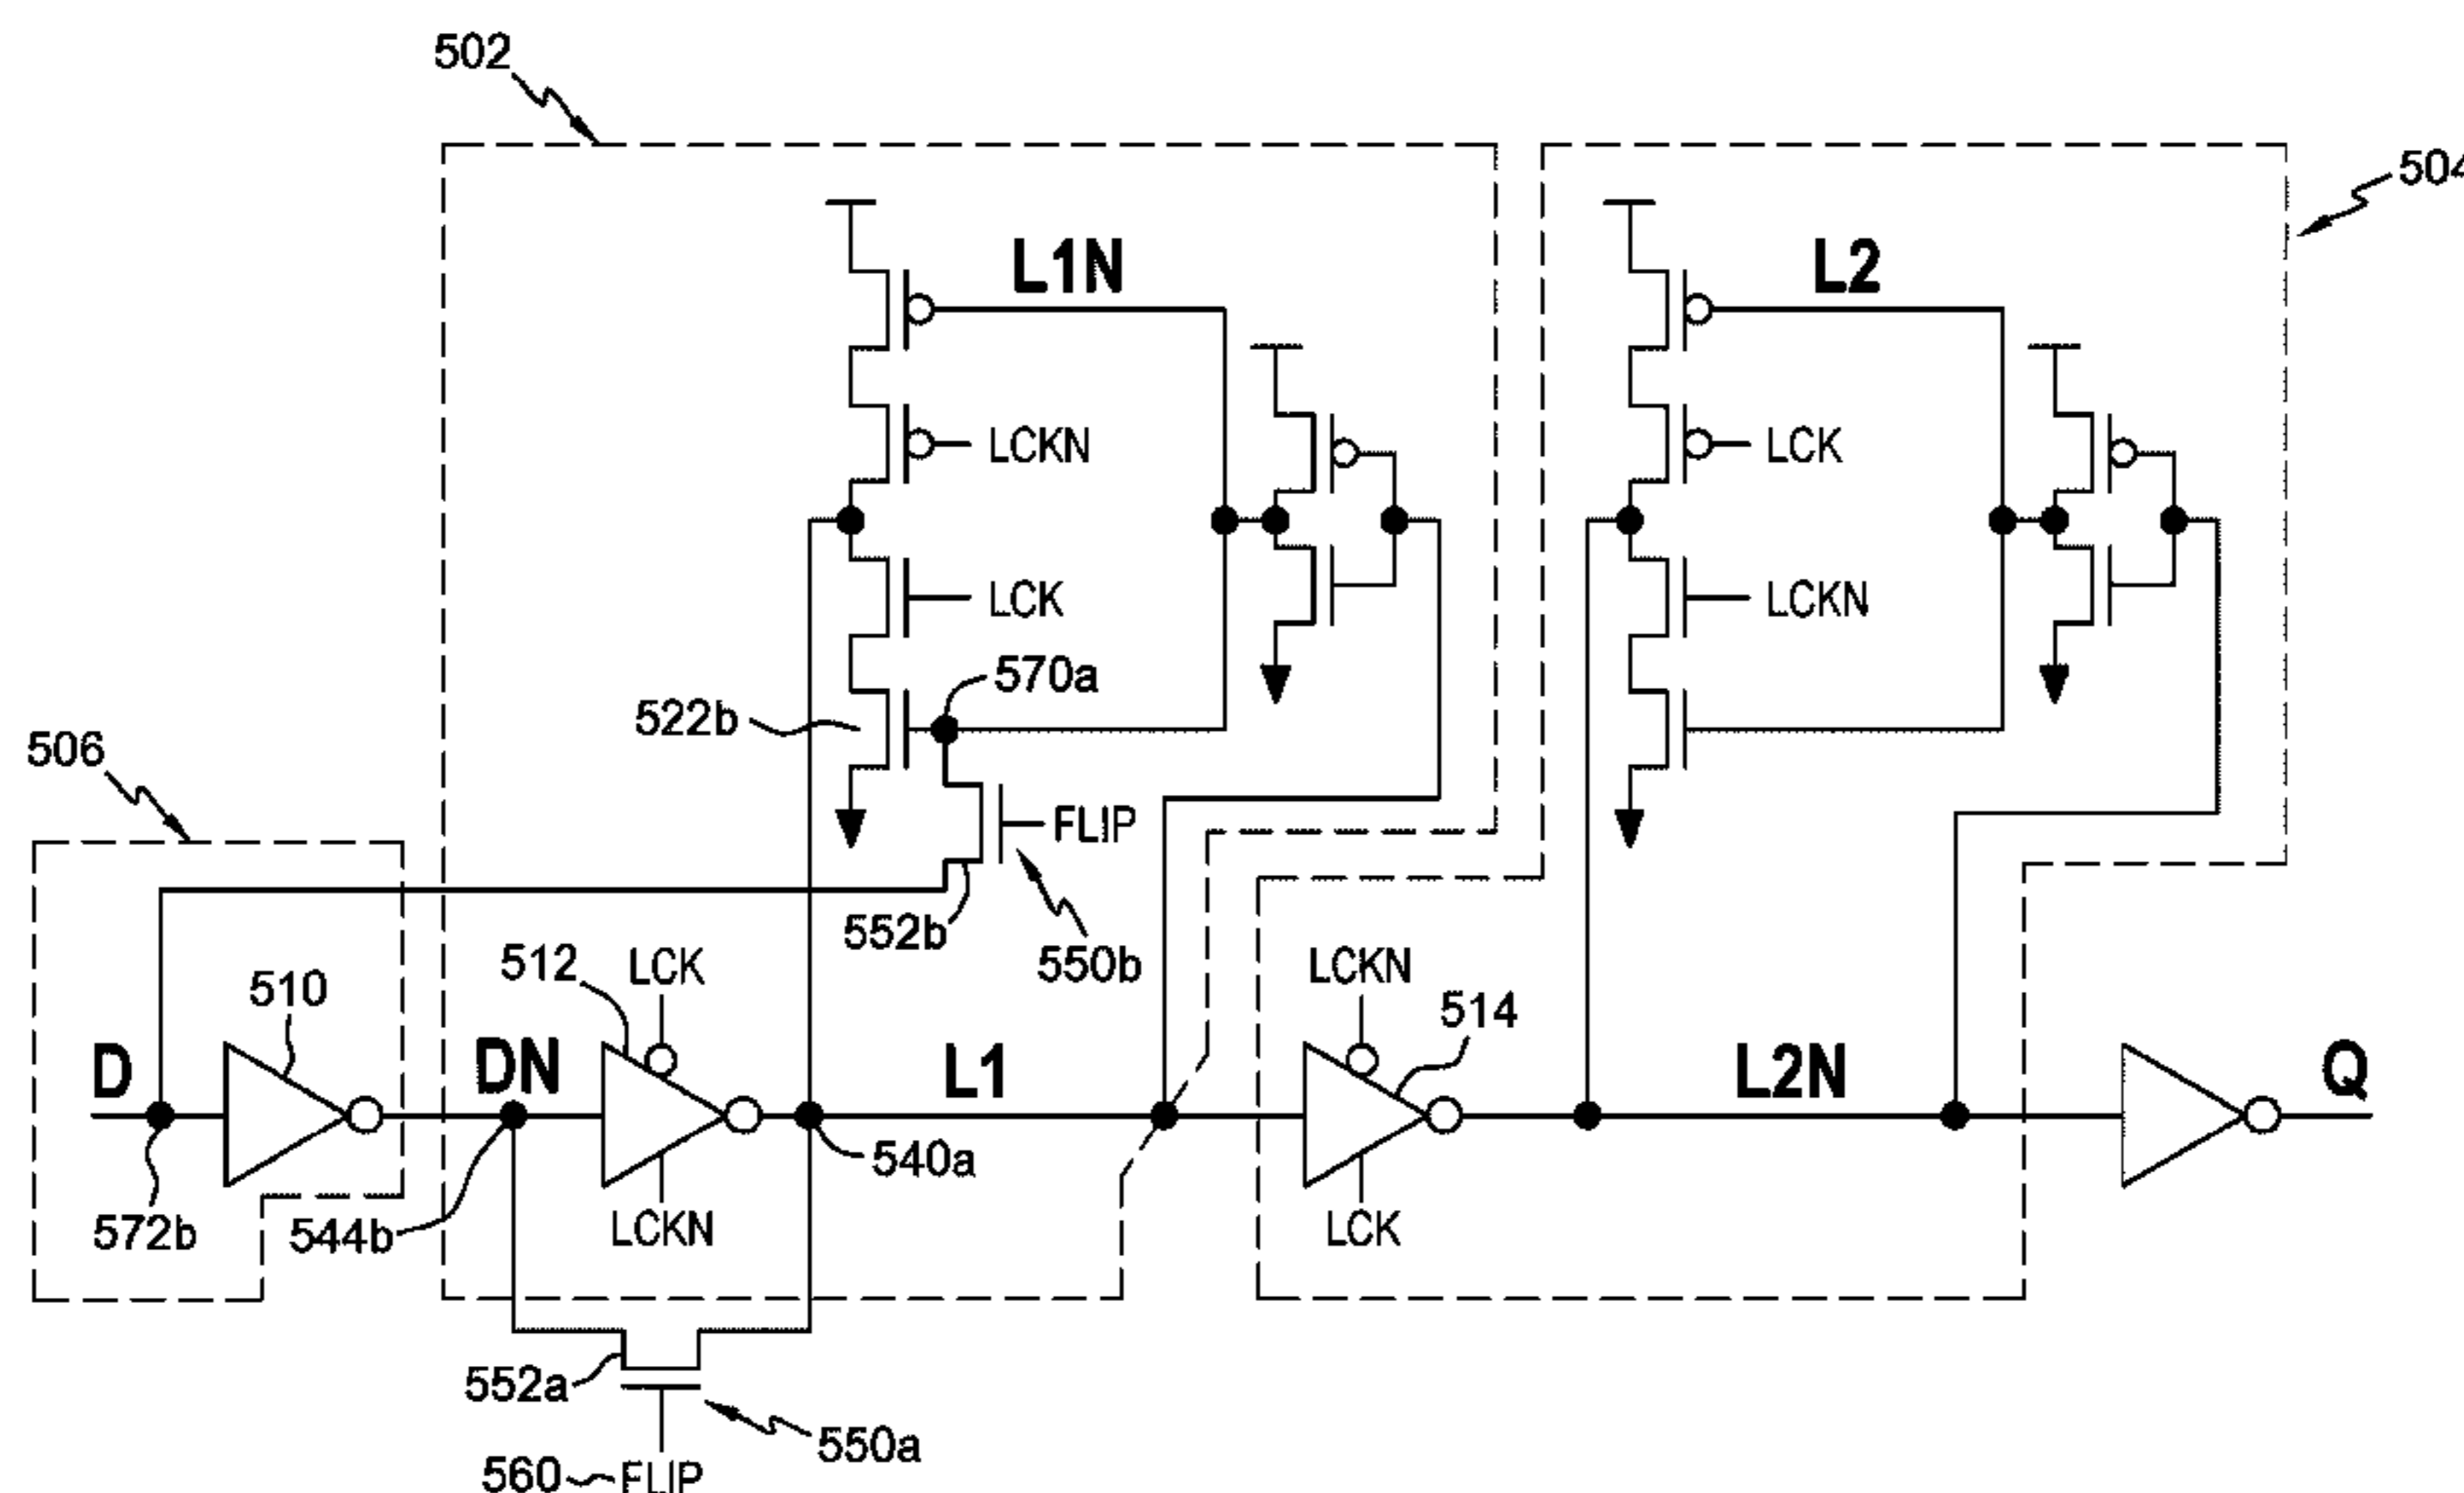 502
504
L1N
L2
LCKN
LCK
LCK
LCKN
570a
522b
506
FLIP
552b
550b
512
LCK
LCKN
514
510
D
DN
L1
L2N
Q
540a
572b
544b
LCKN
LCK
552a
550a
560
FLIP